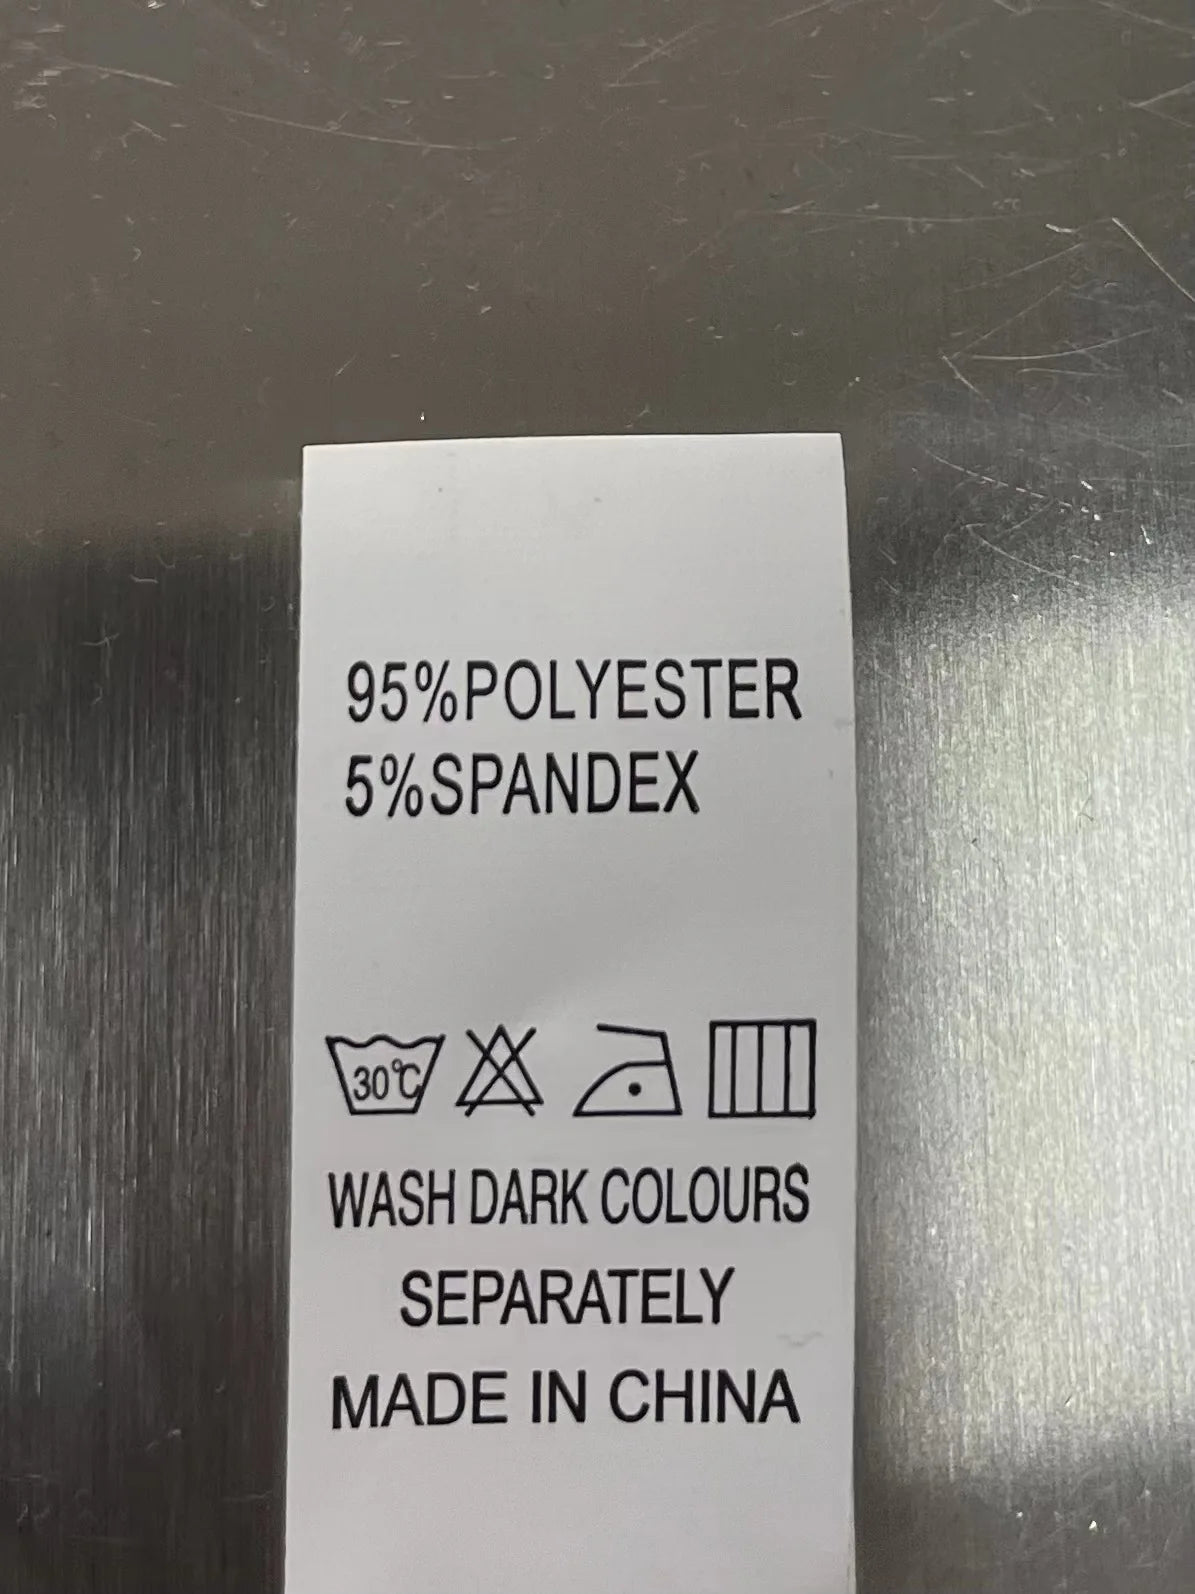 95%POLYESTER
5%SPANDEX
30℃
WASH DARK COLOURS
SEPARATELY
MADE IN CHINA